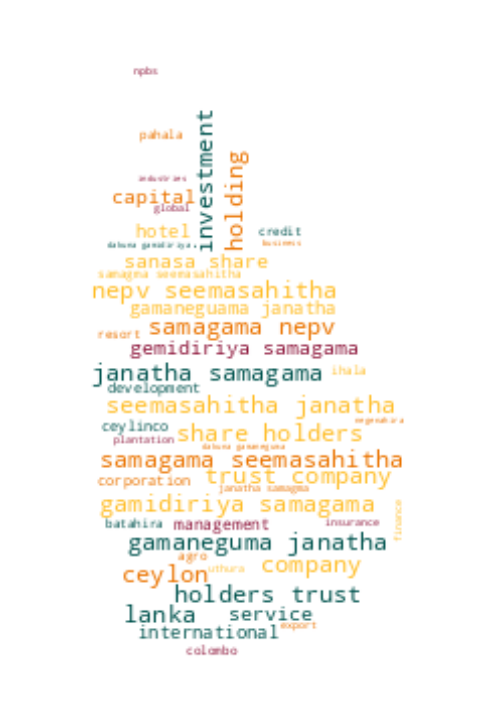 npbs
pahala
investment
holding
industries
capital
global
hotel
credit
dakuna gamidiriya
business
sanasa share
samagma seemasahitha
nepv seemasahitha
gamaneguama janatha
samagama nepv
resort
gemidiriya samagama
janatha samagama
ihala
development
seemasahitha janatha
ceylinco
share holders
plantation
dakuna gamaneguma
samagama seemasahitha
trust company
corporation
janatha samagma
gamidiriya samagama
finance
batahira
management
insurance
gamaneguma janatha
agro
company
ceylon
uthura
holders trust
lanka
service
international
export
colombo